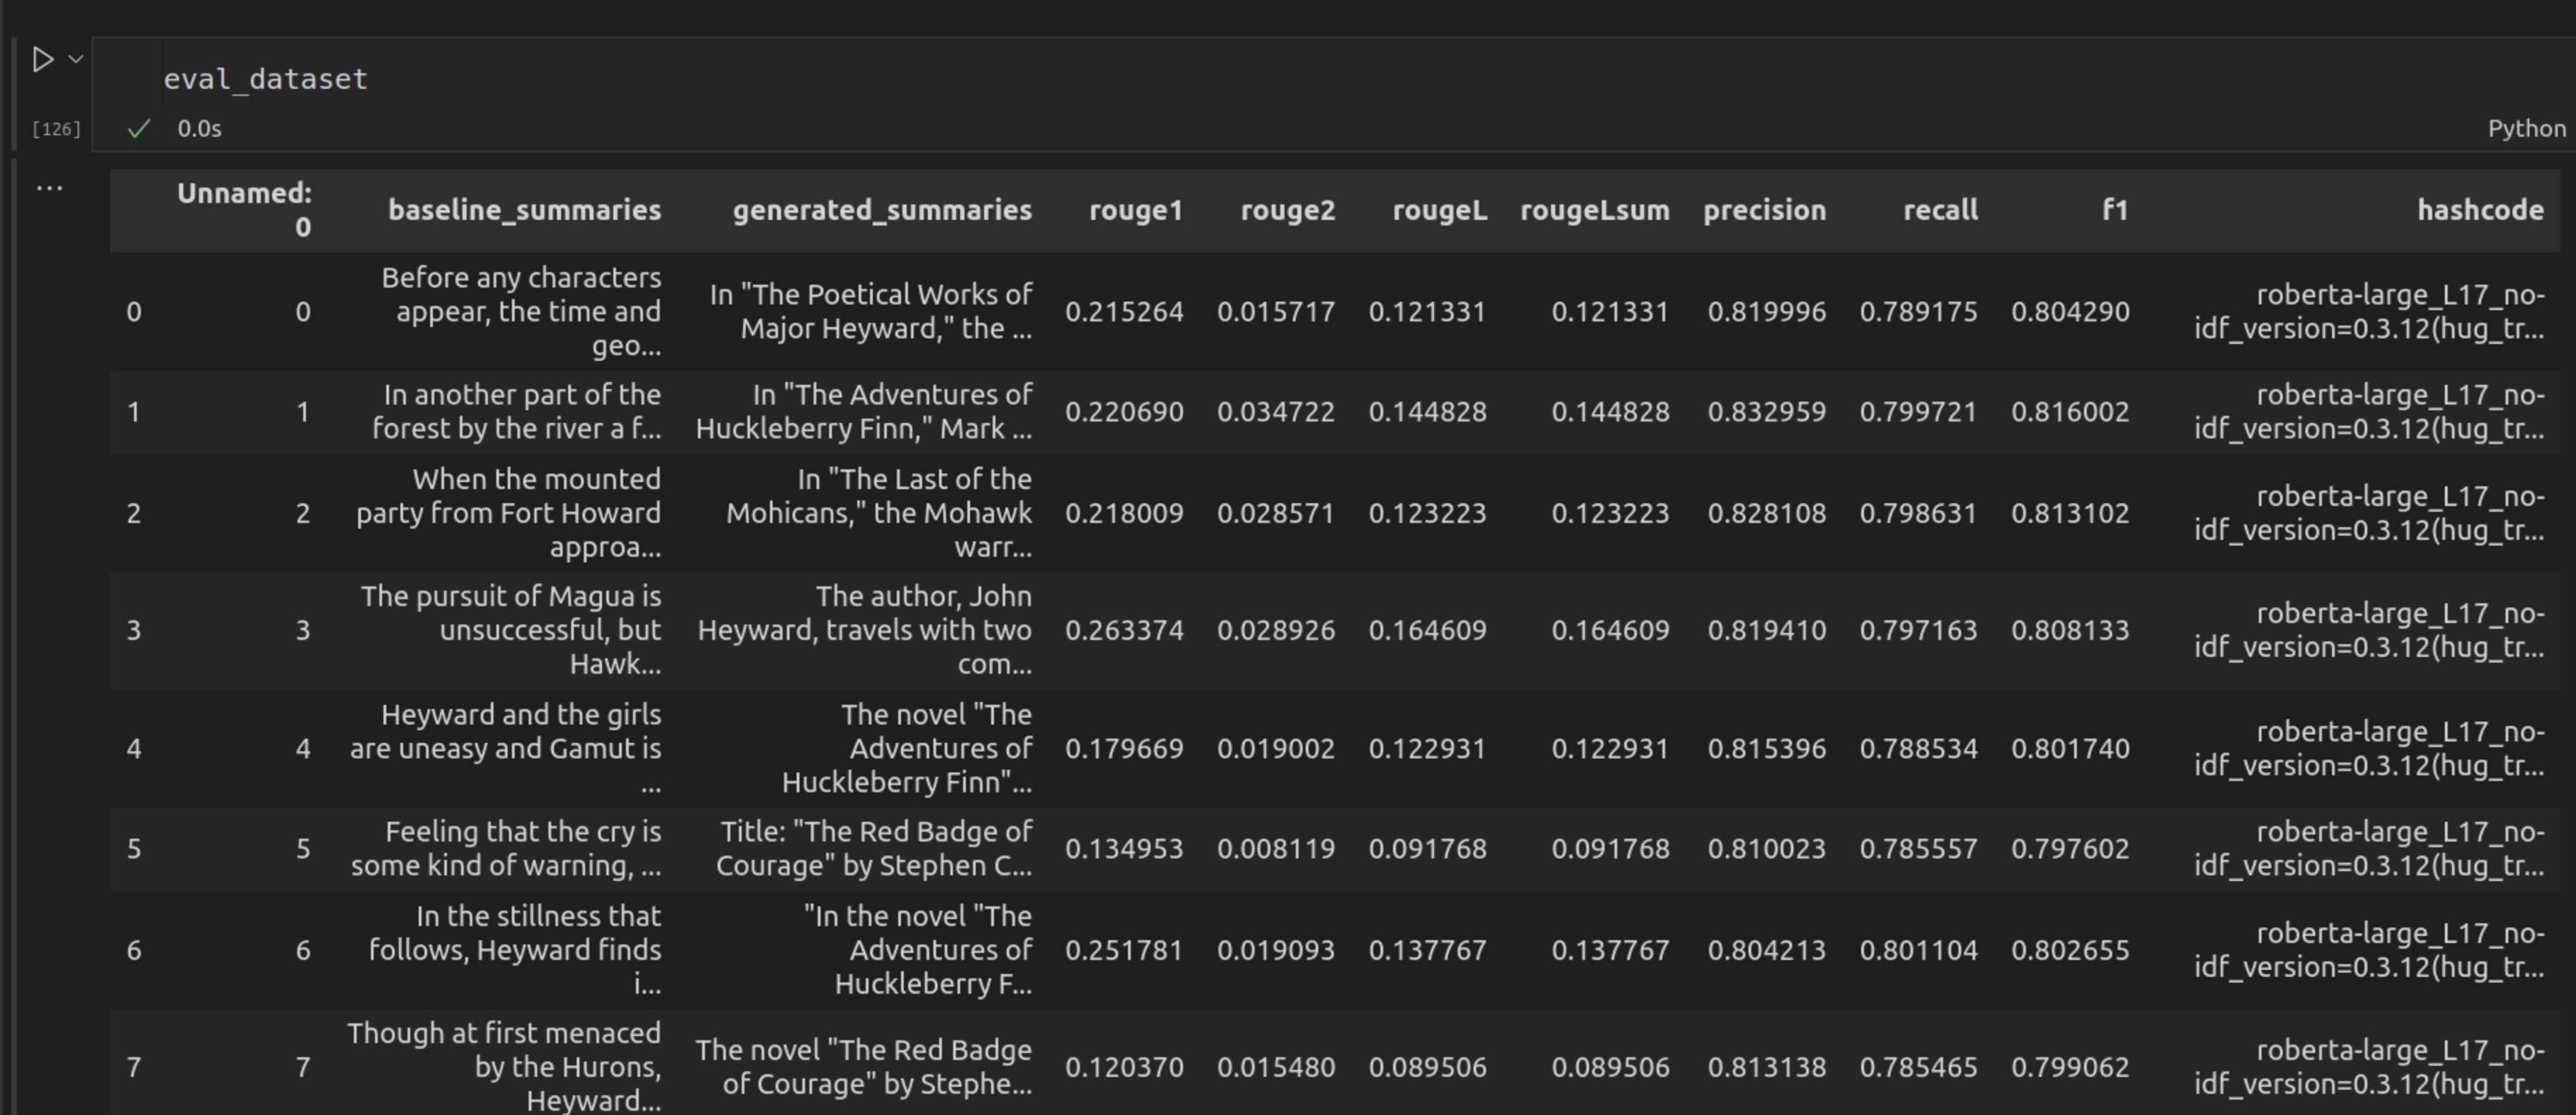 eval_dataset
[126] 0.0s Python
...
Unnamed: 0 baseline_summaries generated_summaries rouge1 rouge2 rougeL rougeLsum precision recall f1 hashcode
0 0 Before any characters appear, the time and geo... In "The Poetical Works of Major Heyward," the ... 0.215264 0.015717 0.121331 0.121331 0.819996 0.789175 0.804290 roberta-large_L17_no-idf_version=0.3.12(hug_tr...
1 1 In another part of the forest by the river a f... In "The Adventures of Huckleberry Finn," Mark ... 0.220690 0.034722 0.144828 0.144828 0.832959 0.799721 0.816002 roberta-large_L17_no-idf_version=0.3.12(hug_tr...
2 2 When the mounted party from Fort Howard approa... In "The Last of the Mohicans," the Mohawk warr... 0.218009 0.028571 0.123223 0.123223 0.828108 0.798631 0.813102 roberta-large_L17_no-idf_version=0.3.12(hug_tr...
3 3 The pursuit of Magua is unsuccessful, but Hawk... The author, John Heyward, travels with two com... 0.263374 0.028926 0.164609 0.164609 0.819410 0.797163 0.808133 roberta-large_L17_no-idf_version=0.3.12(hug_tr...
4 4 Heyward and the girls are uneasy and Gamut is ... The novel "The Adventures of Huckleberry Finn"... 0.179669 0.019002 0.122931 0.122931 0.815396 0.788534 0.801740 roberta-large_L17_no-idf_version=0.3.12(hug_tr...
5 5 Feeling that the cry is some kind of warning, ... Title: "The Red Badge of Courage" by Stephen C... 0.134953 0.008119 0.091768 0.091768 0.810023 0.785557 0.797602 roberta-large_L17_no-idf_version=0.3.12(hug_tr...
6 6 In the stillness that follows, Heyward finds i... "In the novel "The Adventures of Huckleberry F... 0.251781 0.019093 0.137767 0.137767 0.804213 0.801104 0.802655 roberta-large_L17_no-idf_version=0.3.12(hug_tr...
7 7 Though at first menaced by the Hurons, Heyward... The novel "The Red Badge of Courage" by Stephe... 0.120370 0.015480 0.089506 0.089506 0.813138 0.785465 0.799062 roberta-large_L17_no-idf_version=0.3.12(hug_tr...